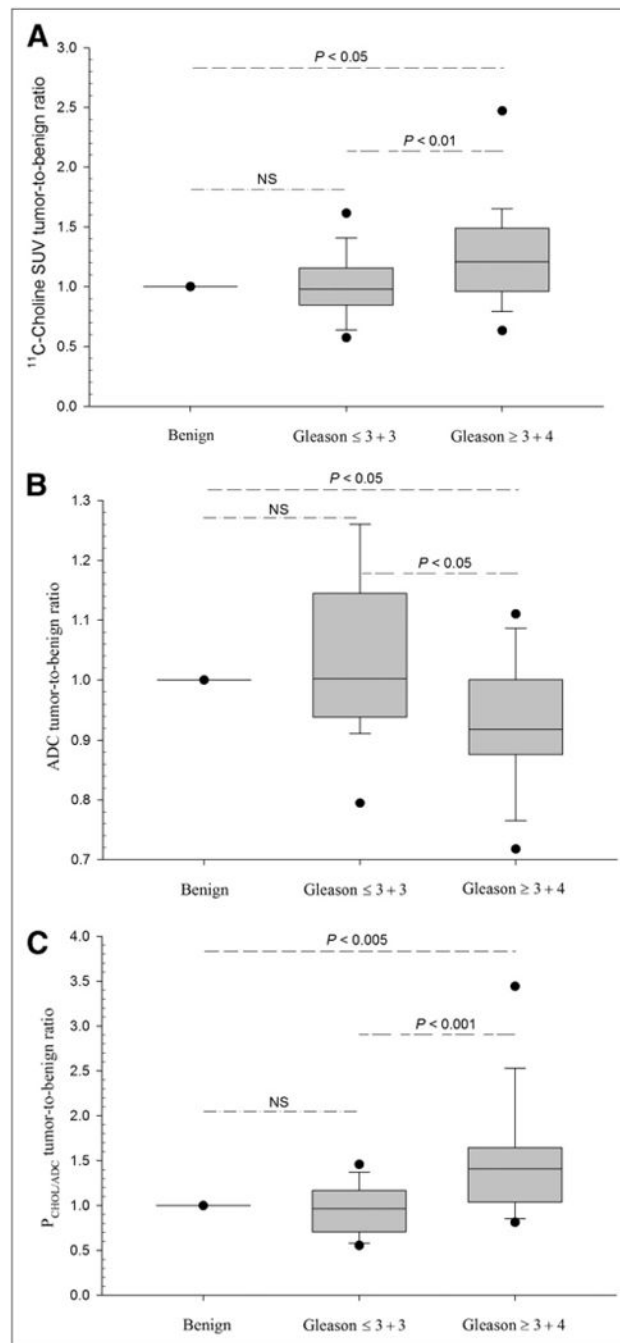 A
3.0
P < 0.05
2.5
P < 0.01
2.0
NS
1.5
1.0
0.5
0.0
¹¹C-Choline SUV tumor-to-benign ratio
Benign
Gleason ≤ 3 + 3
Gleason ≥ 3 + 4
B
P < 0.05
1.3
NS
P < 0.05
1.2
1.1
1.0
0.9
0.8
0.7
ADC tumor-to-benign ratio
Benign
Gleason ≤ 3 + 3
Gleason ≥ 3 + 4
C
4.0
P < 0.005
3.5
P < 0.001
3.0
2.5
NS
2.0
1.5
1.0
0.5
0.0
P_CHOL/ADC tumor-to-benign ratio
Benign
Gleason ≤ 3 + 3
Gleason ≥ 3 + 4